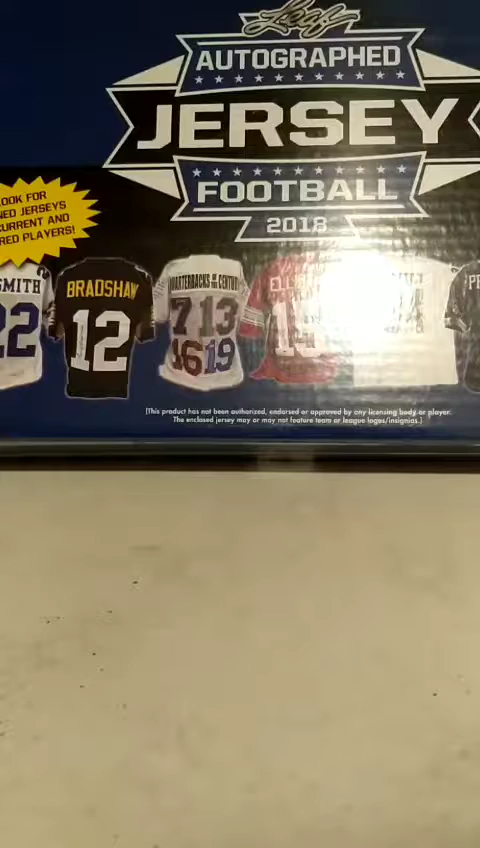 Leaf
AUTOGRAPHED
JERSEY
FOOTBALL
2018
OOK FOR
NED JERSEYS
CURRENT AND
RED PLAYERS!
SMITH
22
BRADSHAW
12
QUARTERBACKS OF THE CENTURY
7 13
16 19
(This product has not been authorized, endorsed or approved by any licensing body or player.
The enclosed jersey may or may not feature team or league logos/insignias.)